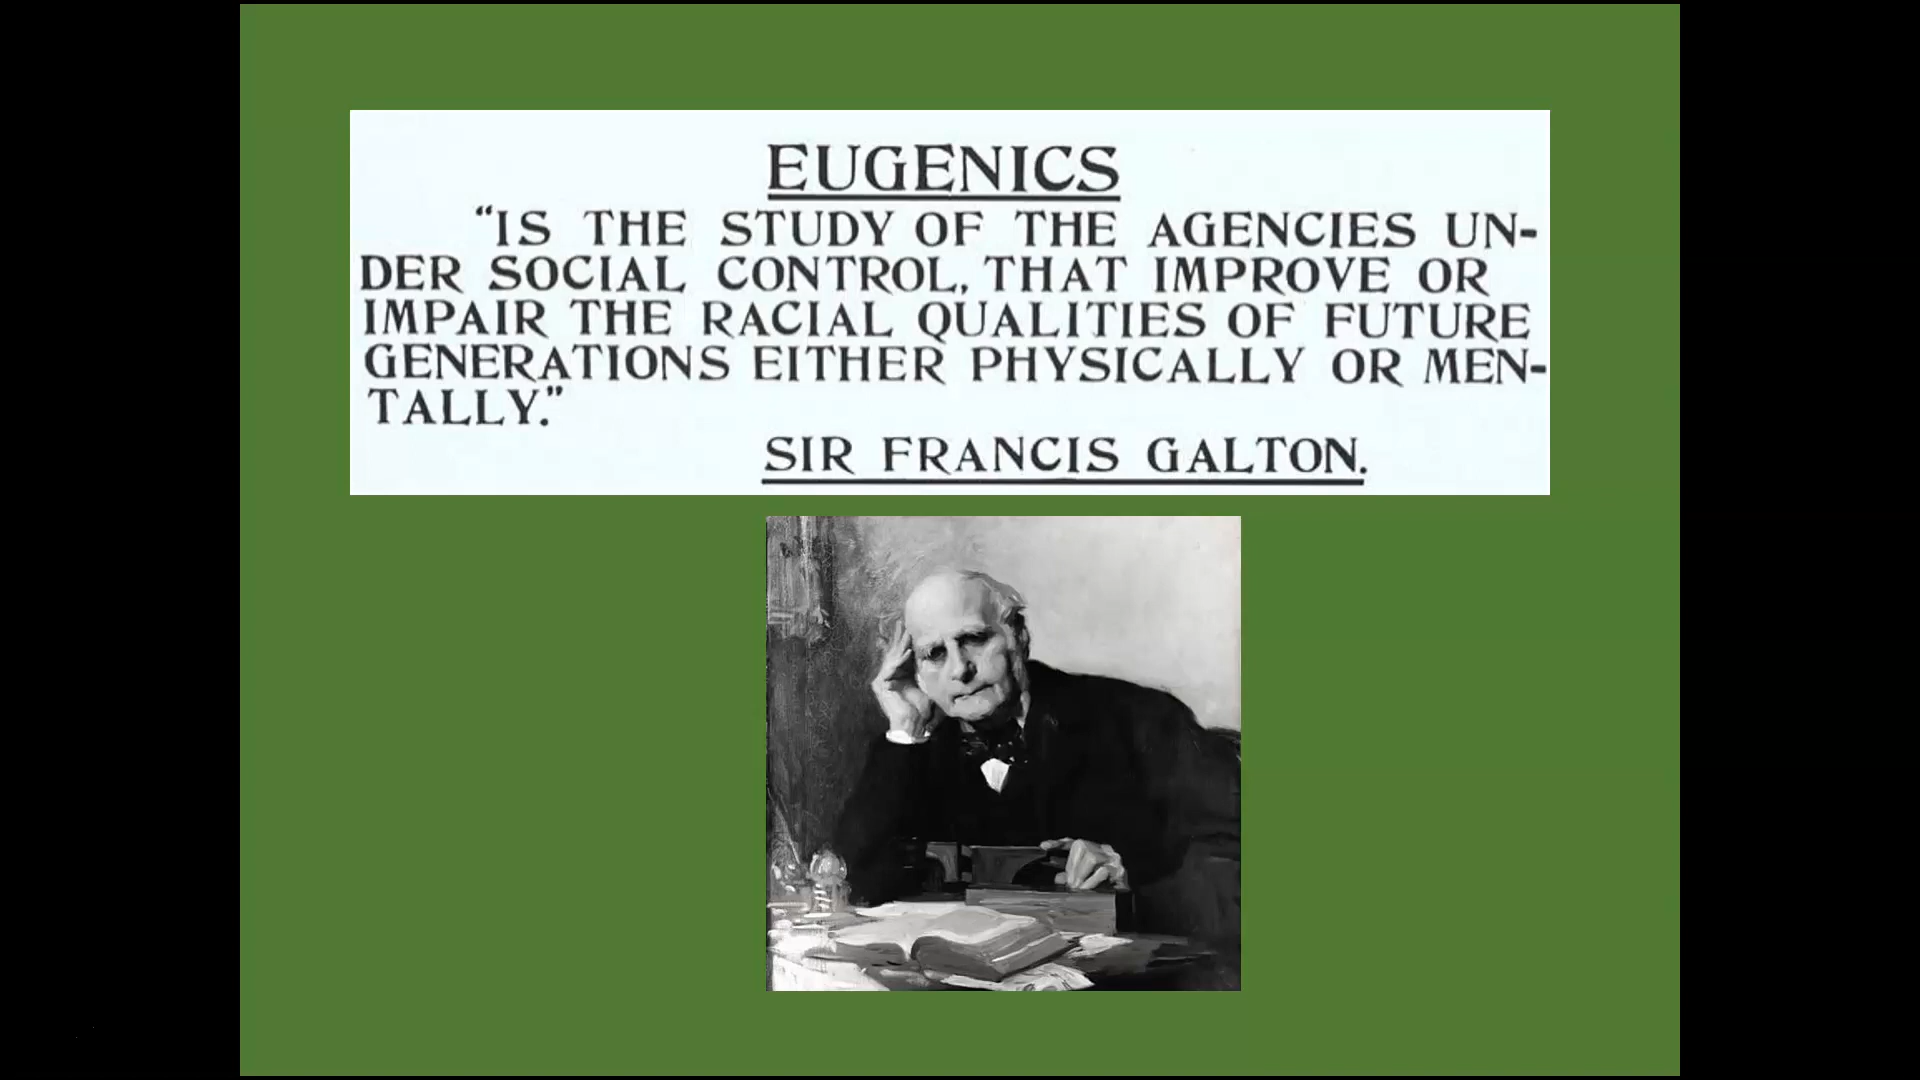 EUGENICS
“IS THE STUDY OF THE AGENCIES UN-
DER SOCIAL CONTROL, THAT IMPROVE OR
IMPAIR THE RACIAL QUALITIES OF FUTURE
GENERATIONS EITHER PHYSICALLY OR MEN-
TALLY.”
SIR FRANCIS GALTON.